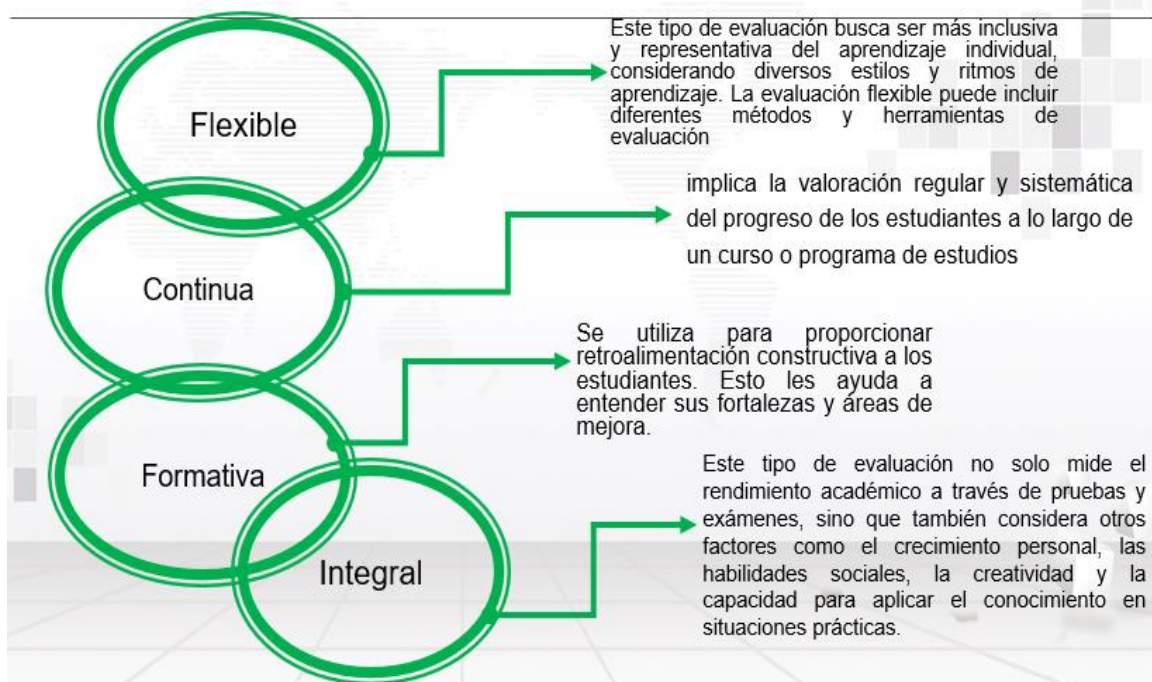 Flexible
Este tipo de evaluación busca ser más inclusiva
y representativa del aprendizaje individual,
considerando diversos estilos y ritmos de
aprendizaje. La evaluación flexible puede incluir
diferentes métodos y herramientas de
evaluación
Continua
implica la valoración regular y sistemática
del progreso de los estudiantes a lo largo de
un curso o programa de estudios
Formativa
Se utiliza para proporcionar
retroalimentación constructiva a los
estudiantes. Esto les ayuda a
entender sus fortalezas y áreas de
mejora.
Integral
Este tipo de evaluación no solo mide el
rendimiento académico a través de pruebas y
exámenes, sino que también considera otros
factores como el crecimiento personal, las
habilidades sociales, la creatividad y la
capacidad para aplicar el conocimiento en
situaciones prácticas.